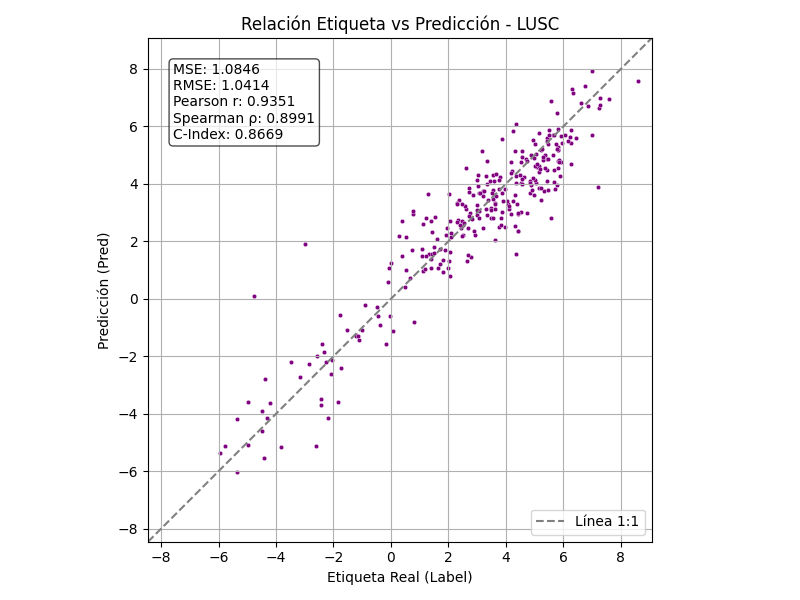 Relación Etiqueta vs Predicción - LUSC
MSE: 1.0846
RMSE: 1.0414
Pearson r: 0.9351
Spearman ρ: 0.8991
C-Index: 0.8669
Predicción (Pred)
8
6
4
2
0
−2
−4
−6
−8
Línea 1:1
−8 −6 −4 −2 0 2 4 6 8
Etiqueta Real (Label)